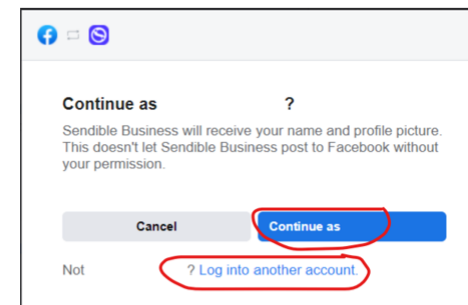 Continue as ?
Sendible Business will receive your name and profile picture.
This doesn't let Sendible Business post to Facebook without
your permission.
Cancel
Continue as
Not ? Log into another account.